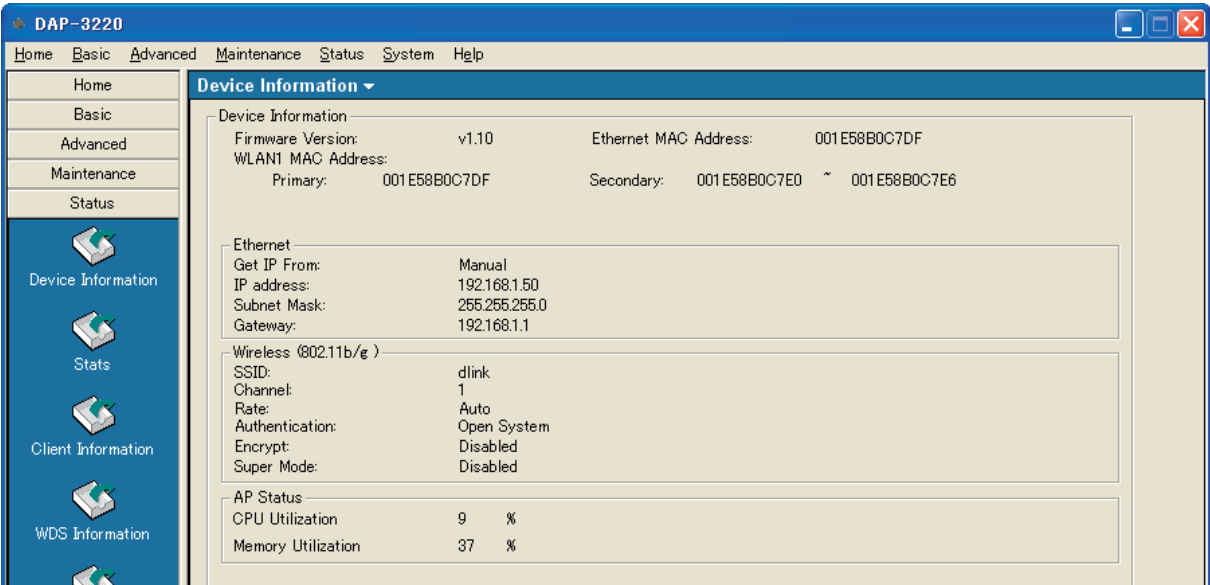 DAP-3220
Home Basic Advanced Maintenance Status System Help
Home
Basic
Advanced
Maintenance
Status
Device Information
Stats
Client Information
WDS Information
Device Information
Device Information
Firmware Version: v1.10 Ethernet MAC Address: 001E58B0C7DF
WLAN1 MAC Address:
Primary: 001E58B0C7DF Secondary: 001E58B0C7E0 ~ 001E58B0C7E6
Ethernet
Get IP From: Manual
IP address: 192.168.1.50
Subnet Mask: 255.255.255.0
Gateway: 192.168.1.1
Wireless (802.11b/g )
SSID: dlink
Channel: 1
Rate: Auto
Authentication: Open System
Encrypt: Disabled
Super Mode: Disabled
AP Status
CPU Utilization 9 %
Memory Utilization 37 %